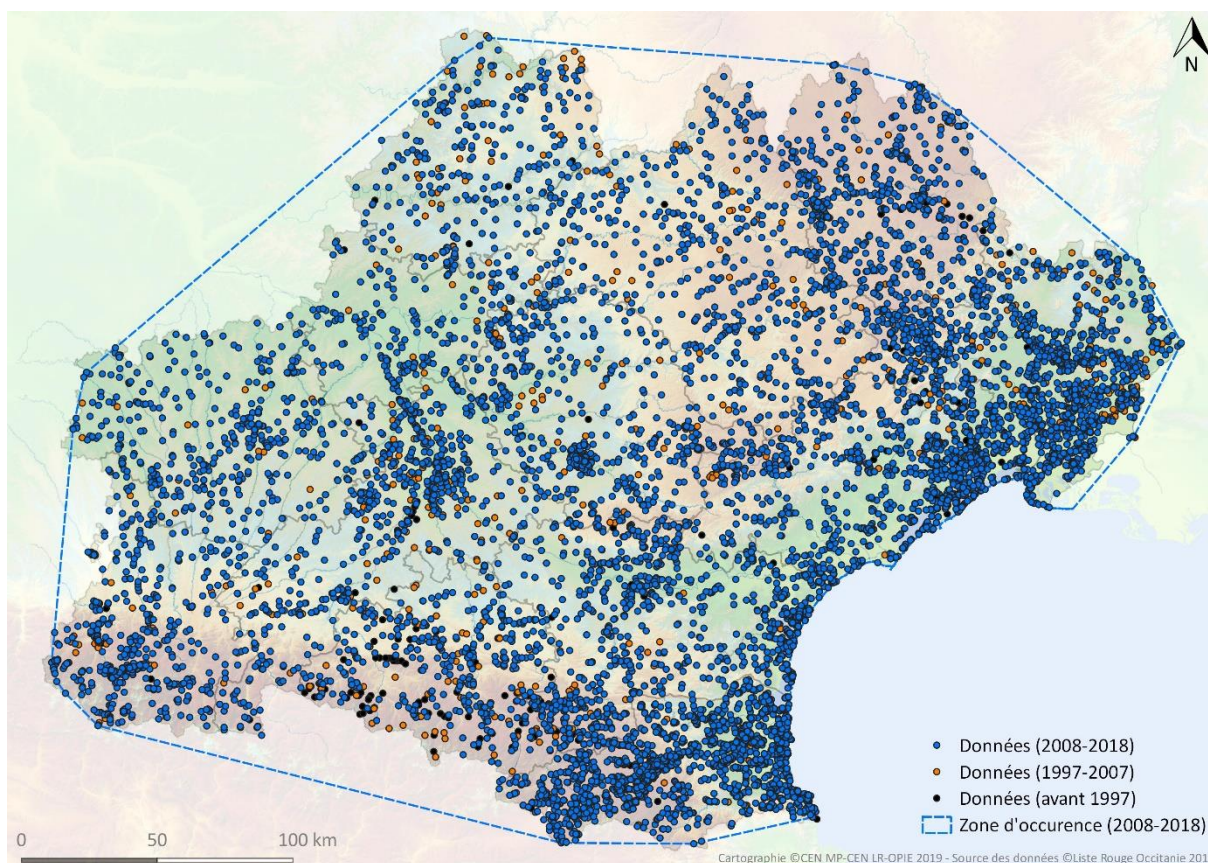 N
Données (2008-2018)
Données (1997-2007)
Données (avant 1997)
Zone d'occurence (2008-2018)
0 50 100 km
Cartographie ©CEN MP-CEN LR-OPIE 2019 - Source des données ©Liste Rouge Occitanie 201